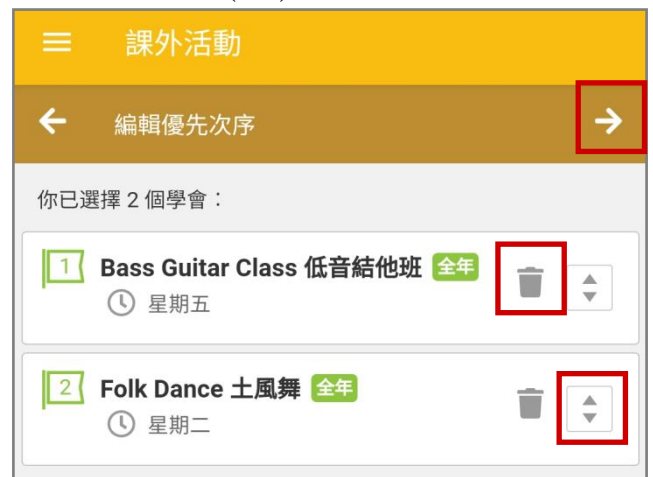 課外活動
編輯優先次序
你已選擇 2 個學會：
1 Bass Guitar Class 低音結他班 全年
星期五
2 Folk Dance 土風舞 全年
星期二